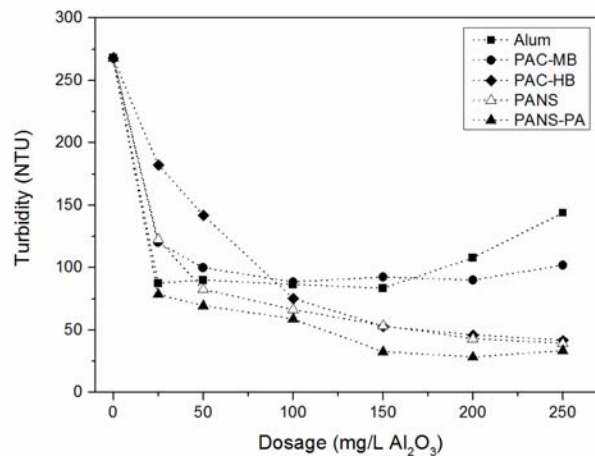 300
250
200
150
100
50
0
Turbidity (NTU)
Alum
PAC-MB
PAC-HB
PANS
PANS-PA
0 50 100 150 200 250
Dosage (mg/L Al₂O₃)